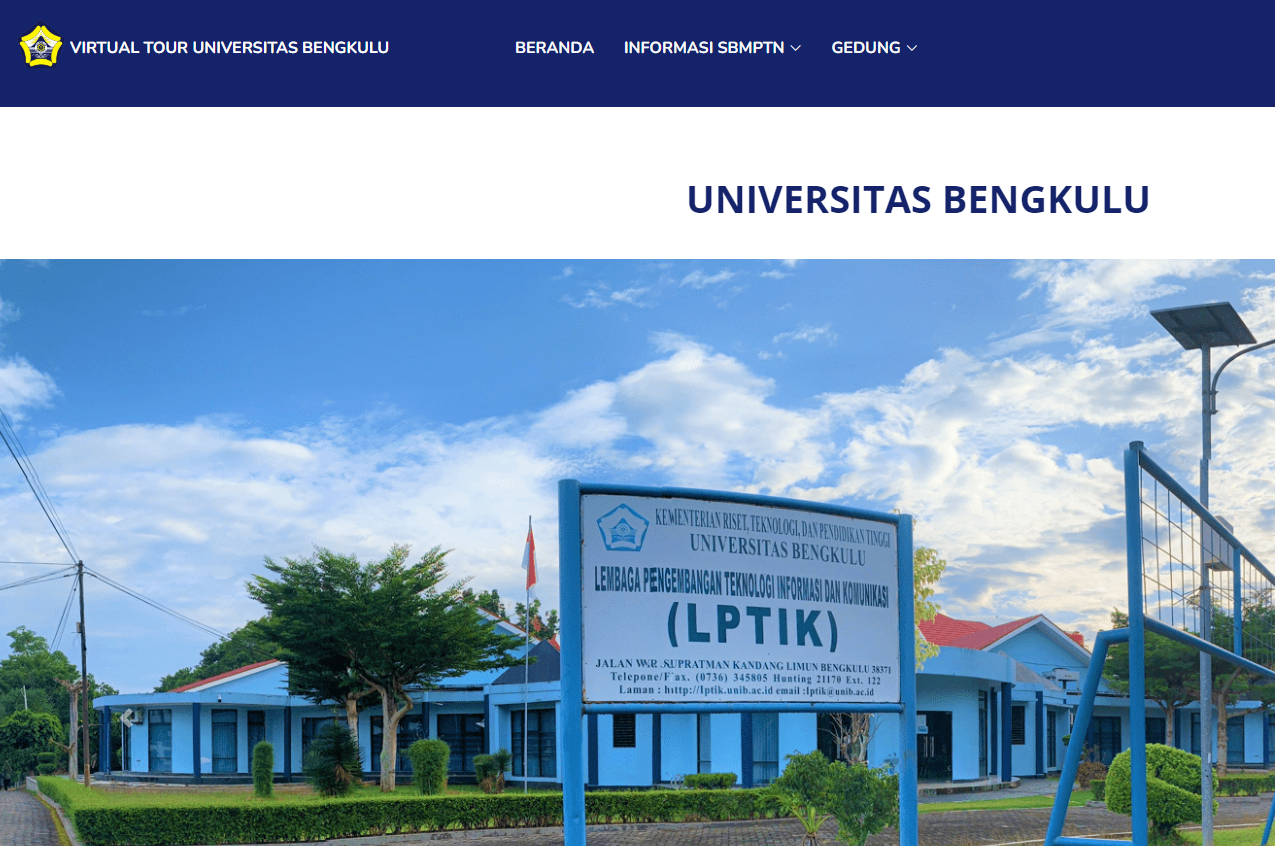 VIRTUAL TOUR UNIVERSITAS BENGKULU
BERANDA
INFORMASI SBMPTN
GEDUNG
UNIVERSITAS BENGKULU
KEMENTERIAN RISET, TEKNOLOGI, DAN PENDIDIKAN TINGGI
UNIVERSITAS BENGKULU
LEMBAGA PENGEMBANGAN TEKNOLOGI INFORMASI DAN KOMUNIKASI
(LPTIK)
JALAN W.R .SUPRATMAN KANDANG LIMUN BENGKULU 38371
Telepone/Fax. (0736) 345805 Hunting 21170 Ext. 122
Laman : http://lptik.unib.ac.id email :lptik@unib.ac.id